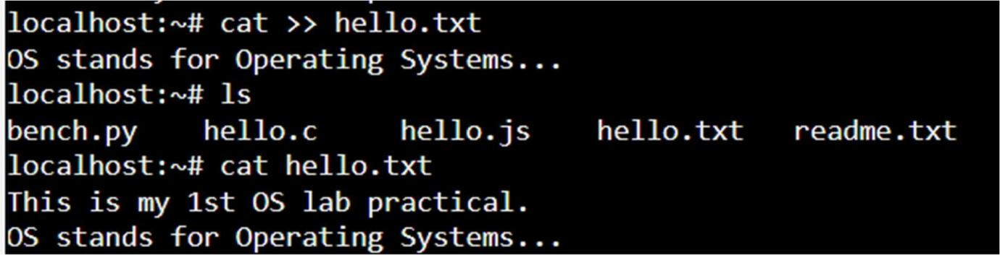 localhost:~# cat >> hello.txt
OS stands for Operating Systems...
localhost:~# ls
bench.py    hello.c     hello.js    hello.txt   readme.txt
localhost:~# cat hello.txt
This is my 1st OS lab practical.
OS stands for Operating Systems...